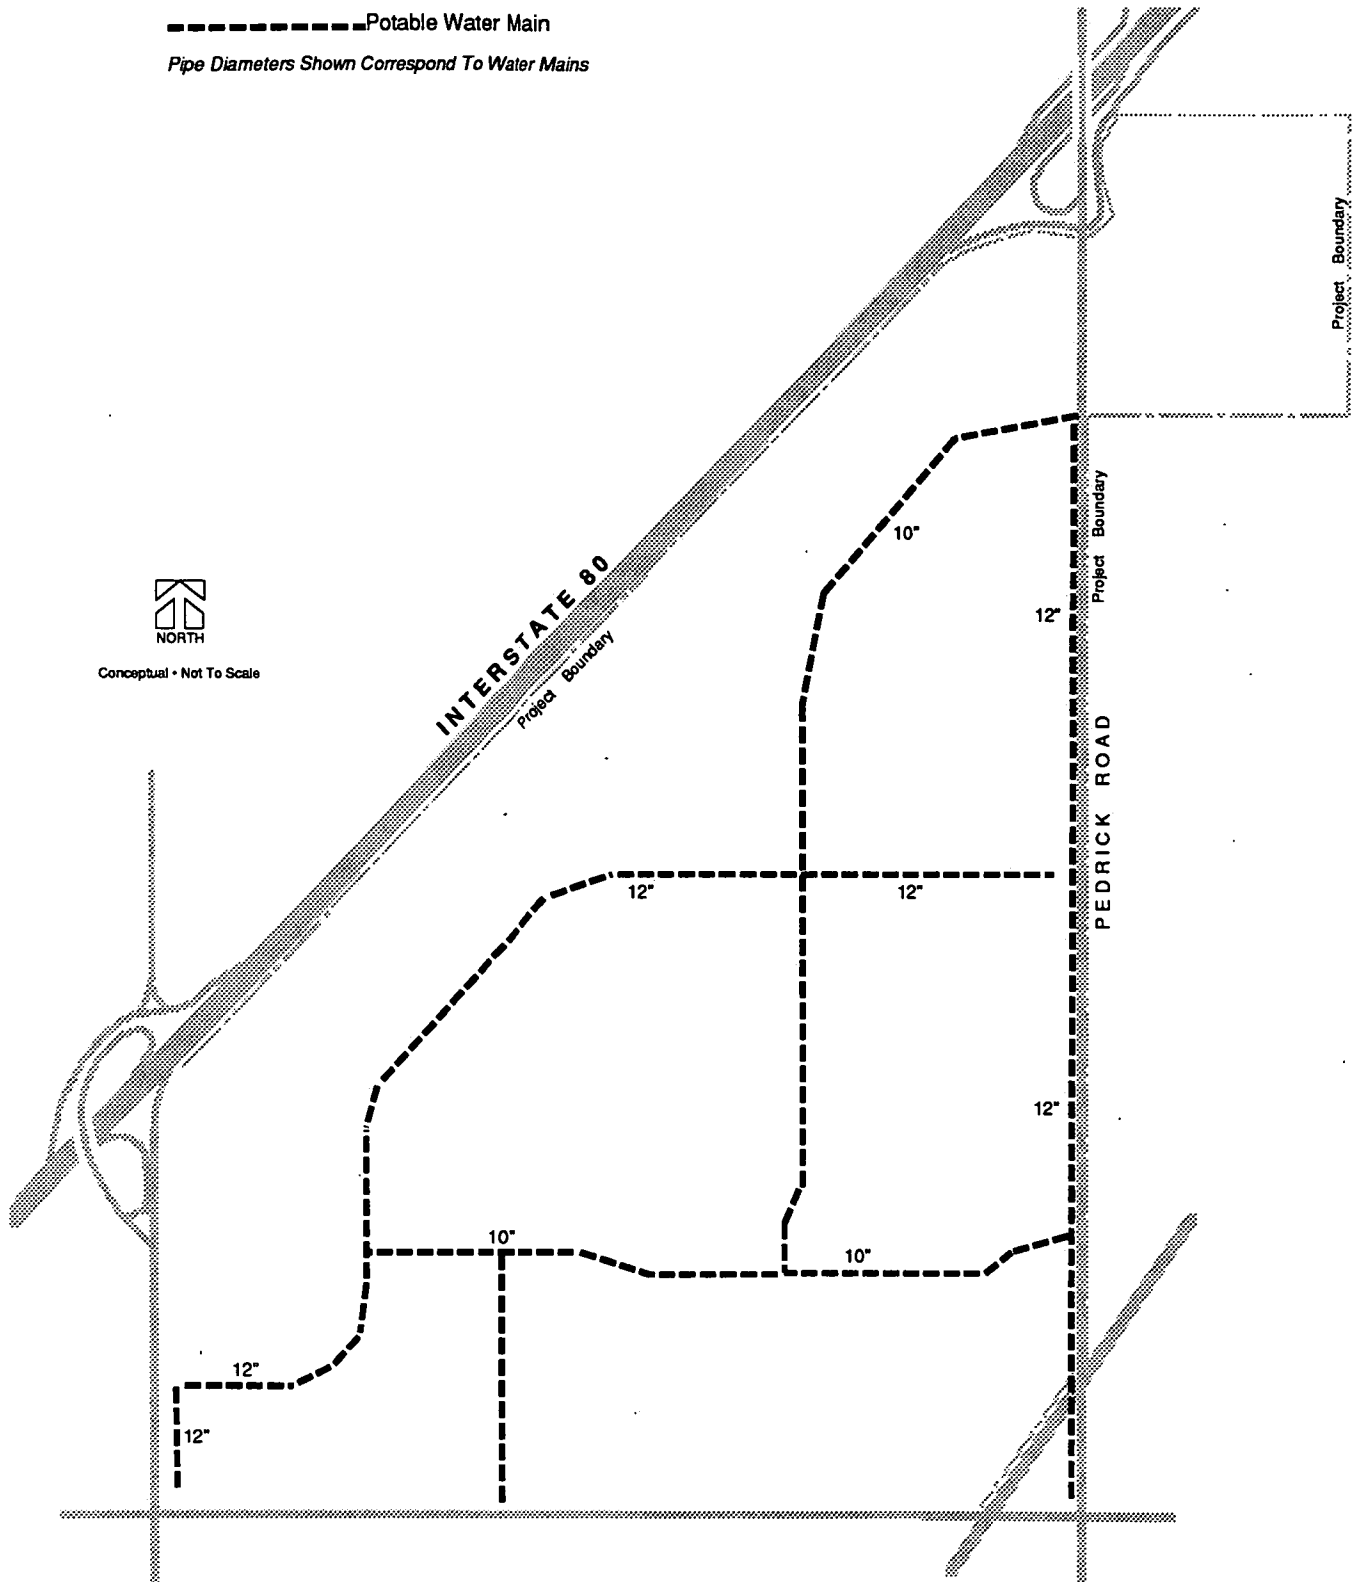 Potable Water Main
Pipe Diameters Shown Correspond To Water Mains
Project Boundary
Project Boundary
10"
12"
INTERSTATE 80
Project Boundary
NORTH
Conceptual • Not To Scale
PEDRICK ROAD
12"
12"
12"
10"
10"
12"
12"